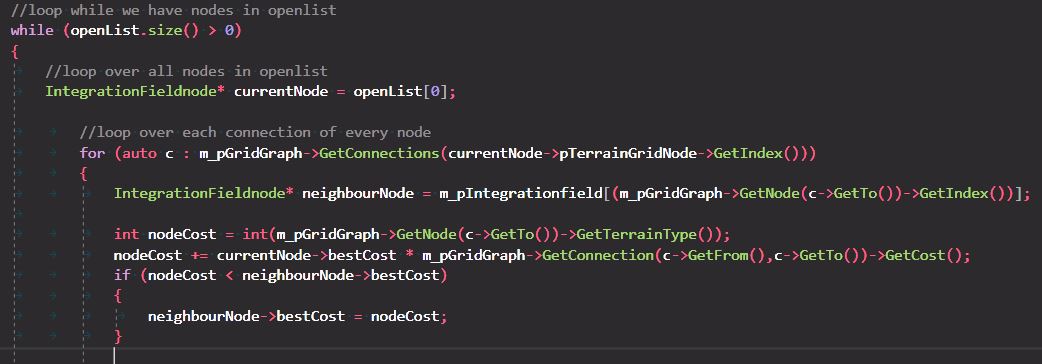 //loop while we have nodes in openlist
while (openList.size() > 0)
{
//loop over all nodes in openlist
IntegrationFieldnode* currentNode = openList[0];
//loop over each connection of every node
for (auto c : m_pGridGraph->GetConnections(currentNode->pTerrainGridNode->GetIndex()))
{
IntegrationFieldnode* neighbourNode = m_pIntegrationfield[(m_pGridGraph->GetNode(c->GetTo())->GetIndex())];
int nodeCost = int(m_pGridGraph->GetNode(c->GetTo())->GetTerrainType());
nodeCost += currentNode->bestCost * m_pGridGraph->GetConnection(c->GetFrom(),c->GetTo())->GetCost();
if (nodeCost < neighbourNode->bestCost)
{
neighbourNode->bestCost = nodeCost;
}